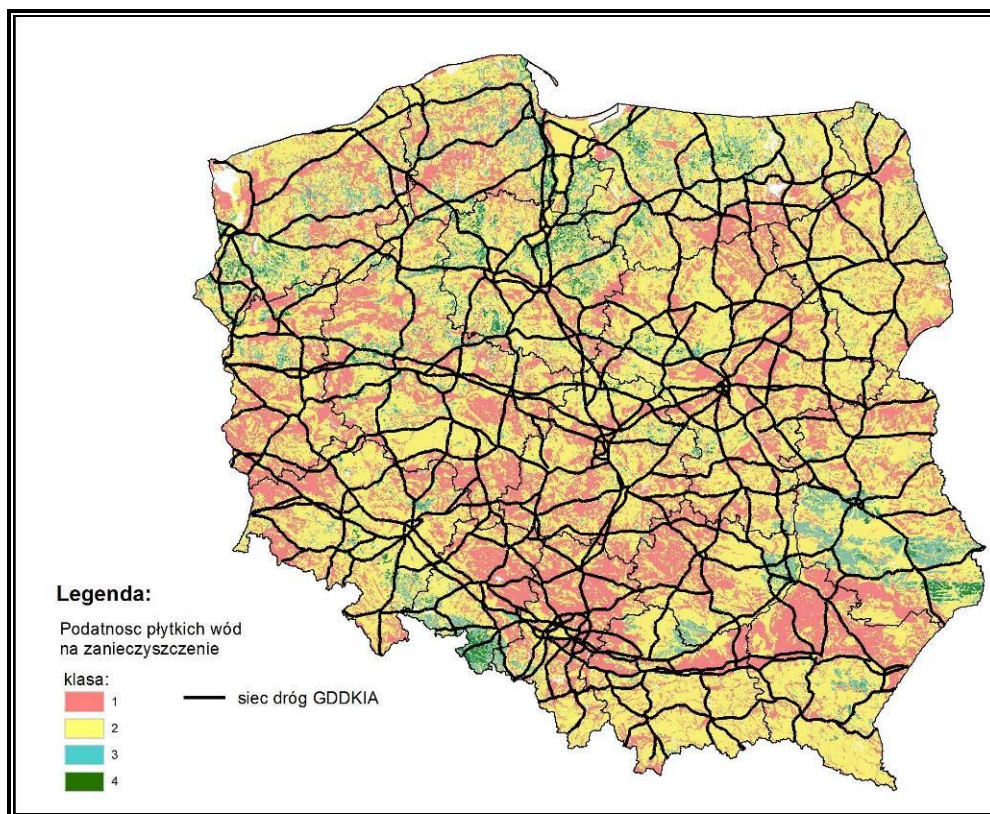 Legenda:
Podatnosc płytkich wód
na zanieczyszczenie
klasa:
1
2
3
4
siec dróg GDDKIA